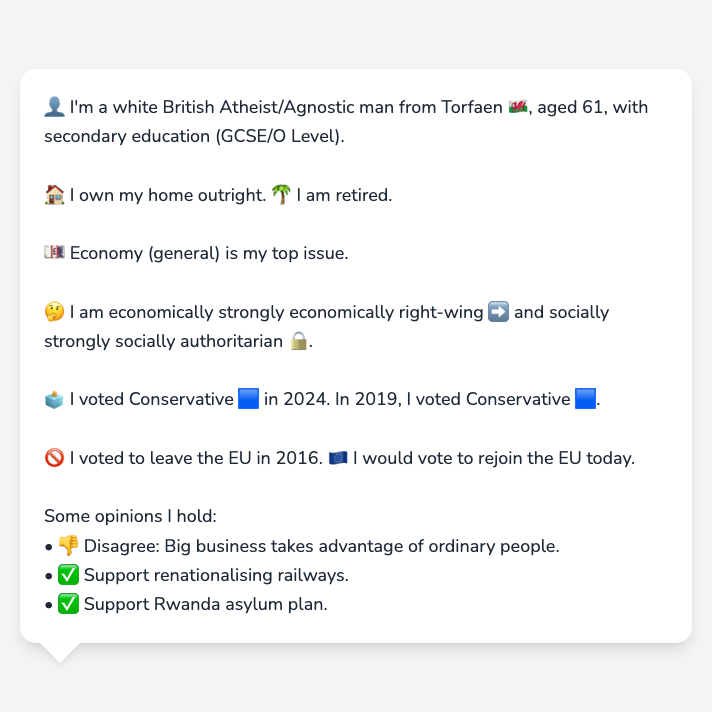 👤 I'm a white British Atheist/Agnostic man from Torfaen 🏴󠁧󠁢󠁷󠁬󠁳󠁿, aged 61, with
secondary education (GCSE/O Level).
🏠 I own my home outright. 🌴 I am retired.
💷 Economy (general) is my top issue.
🤔 I am economically strongly economically right-wing ➡️ and socially
strongly socially authoritarian 🔒.
🗳️ I voted Conservative 🟦 in 2024. In 2019, I voted Conservative 🟦.
🚫 I voted to leave the EU in 2016. 🇪🇺 I would vote to rejoin the EU today.
Some opinions I hold:
• 👎 Disagree: Big business takes advantage of ordinary people.
• ✅ Support renationalising railways.
• ✅ Support Rwanda asylum plan.